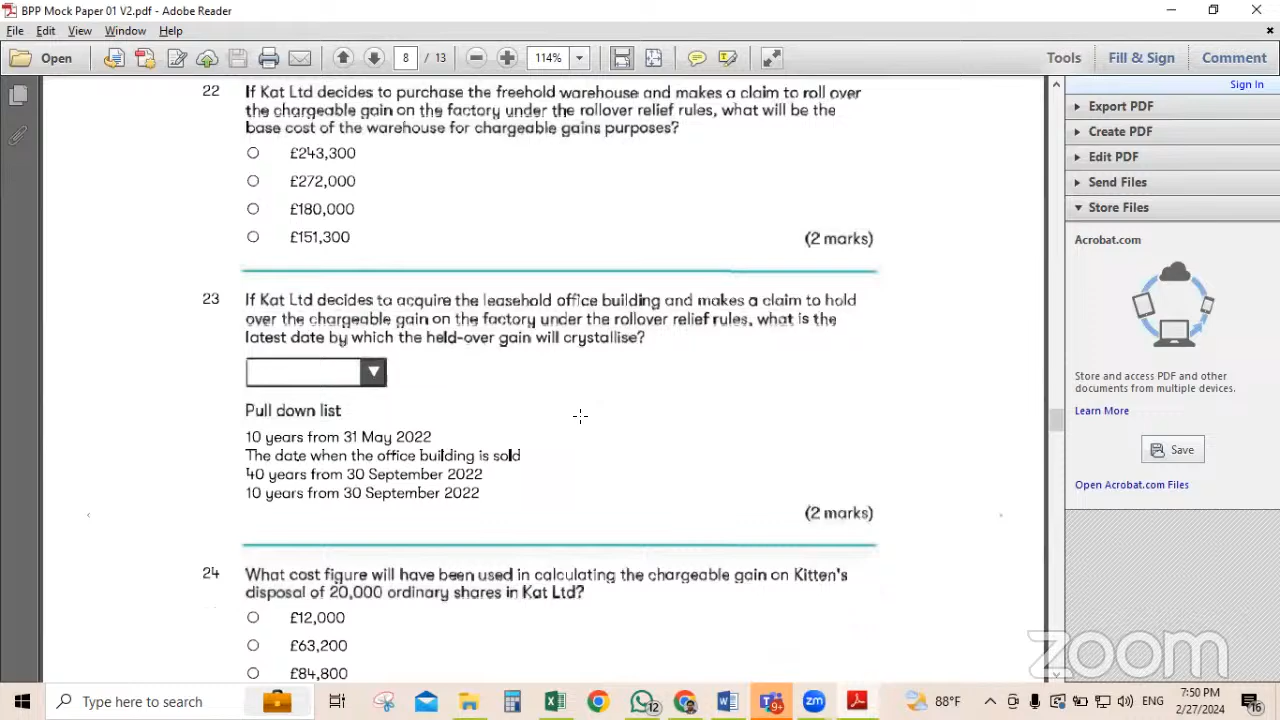 BPP Mock Paper 01 V2.pdf - Adobe Reader
File Edit View Window Help
Open 8 / 13 114% Tools Fill & Sign Comment
Sign In
Export PDF
Create PDF
Edit PDF
Send Files
Store Files
Acrobat.com
Store and access PDF and other
documents from multiple devices.
Learn More
Save
Open Acrobat.com Files
22 If Kat Ltd decides to purchase the freehold warehouse and makes a claim to roll over
the chargeable gain on the factory under the rollover relief rules, what will be the
base cost of the warehouse for chargeable gains purposes?
£243,300
£272,000
£180,000
£151,300 (2 marks)
23 If Kat Ltd decides to acquire the leasehold office building and makes a claim to hold
over the chargeable gain on the factory under the rollover relief rules, what is the
latest date by which the held-over gain will crystallise?
Pull down list
10 years from 31 May 2022
The date when the office building is sold
40 years from 30 September 2022
10 years from 30 September 2022
(2 marks)
24 What cost figure will have been used in calculating the chargeable gain on Kitten's
disposal of 20,000 ordinary shares in Kat Ltd?
£12,000
£63,200
£84,800
zoom
Type here to search
12
9+
zm
88°F
ENG
7:50 PM
2/27/2024
16